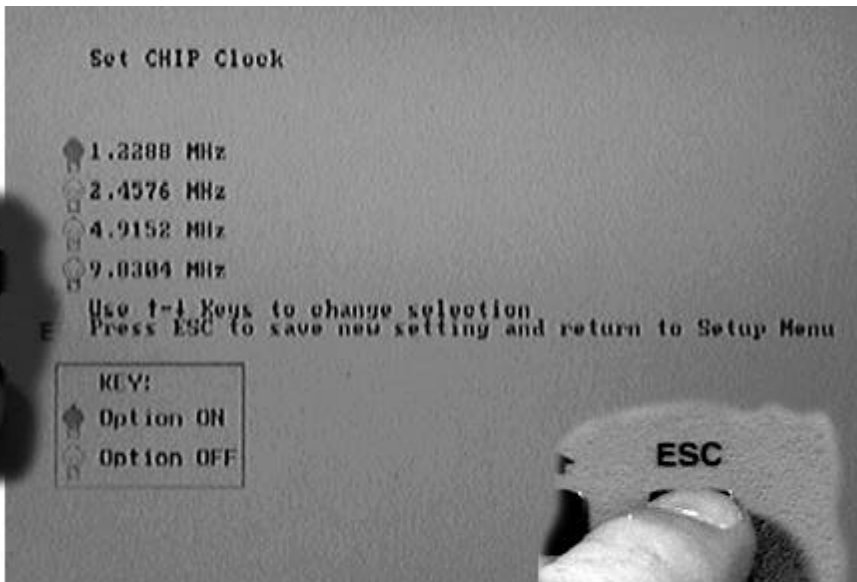 Set CHIP Clock
1.2288 MHz
2.4576 MHz
4.9152 MHz
9.8304 MHz
Use ↑-↓ Keys to change selection
Press ESC to save new setting and return to Setup Menu
KEY:
Option ON
Option OFF
ESC